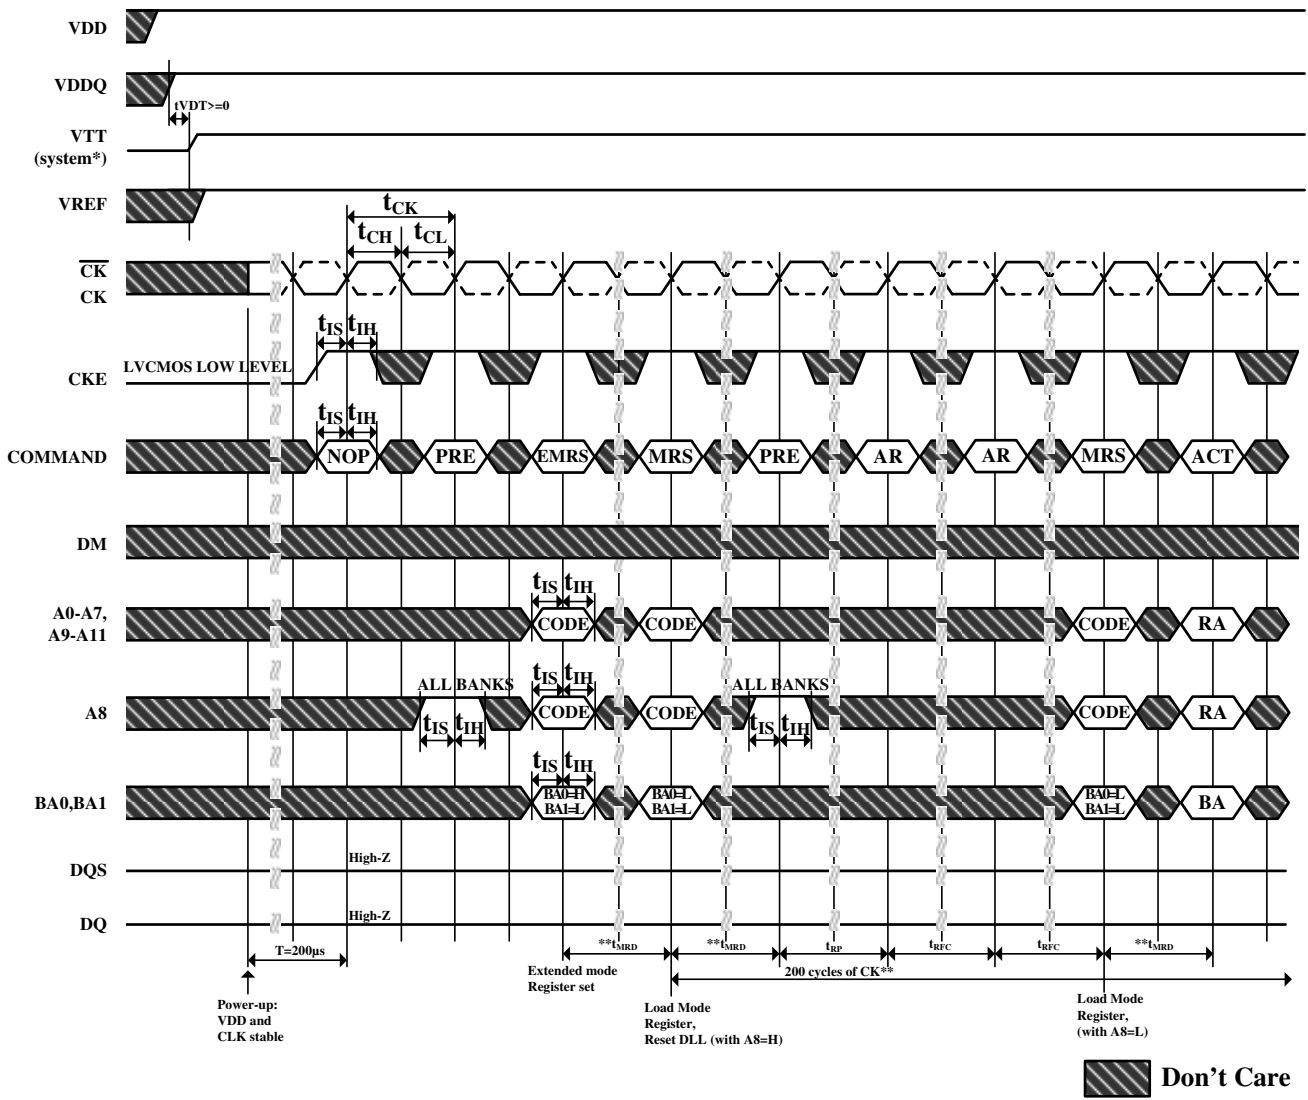 VDD
VDDQ
tVDT>=0
VTT
(system*)
VREF
tCK
tCH tCL
CK
CK
tIS tIH
LVCMOS LOW LEVEL
CKE
tIS tIH
COMMAND NOP PRE EMRS MRS PRE AR AR MRS ACT
DM
tIS tIH
A0-A7,
A9-A11
CODE CODE CODE RA
ALL BANKS tIS tIH ALL BANKS
A8 CODE CODE CODE RA
tIS tIH tIS tIH
tIS tIH
BA0,BA1
BA0=H BA0=L BA0=L
BA1=L BA1=L BA1=L
BA
High-Z
DQS
High-Z
DQ
T=200µs **tMRD **tMRD tRP tRFC tRFC **tMRD
200 cycles of CK**
Extended mode
Register set
Power-up:
VDD and
CLK stable
Load Mode
Register,
Reset DLL (with A8=H)
Load Mode
Register,
(with A8=L)
Don't Care